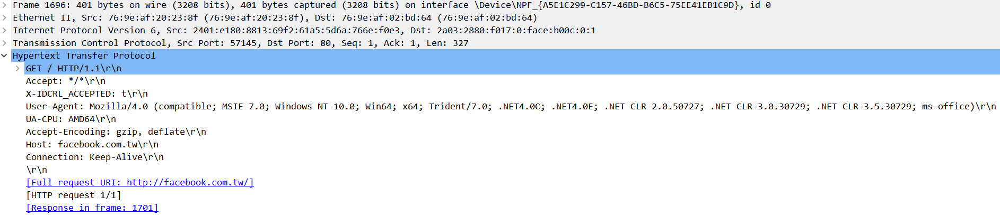 Frame 1696: 401 bytes on wire (3208 bits), 401 bytes captured (3208 bits) on interface \Device\NPF_{A5E1C299-C157-46BD-B6C5-75EE41EB1C9D}, id 0
Ethernet II, Src: 76:9e:af:20:23:8f (76:9e:af:20:23:8f), Dst: 76:9e:af:02:bd:64 (76:9e:af:02:bd:64)
Internet Protocol Version 6, Src: 2401:e180:8813:69f2:61a5:5d6a:766e:f0e3, Dst: 2a03:2880:f017:0:face:b00c:0:1
Transmission Control Protocol, Src Port: 57145, Dst Port: 80, Seq: 1, Ack: 1, Len: 327
Hypertext Transfer Protocol
GET / HTTP/1.1\r\n
Accept: */*\r\n
X-IDCRL_ACCEPTED: t\r\n
User-Agent: Mozilla/4.0 (compatible; MSIE 7.0; Windows NT 10.0; Win64; x64; Trident/7.0; .NET4.0C; .NET4.0E; .NET CLR 2.0.50727; .NET CLR 3.0.30729; .NET CLR 3.5.30729; ms-office)\r\n
UA-CPU: AMD64\r\n
Accept-Encoding: gzip, deflate\r\n
Host: facebook.com.tw\r\n
Connection: Keep-Alive\r\n
\r\n
[Full request URI: http://facebook.com.tw/]
[HTTP request 1/1]
[Response in frame: 1701]